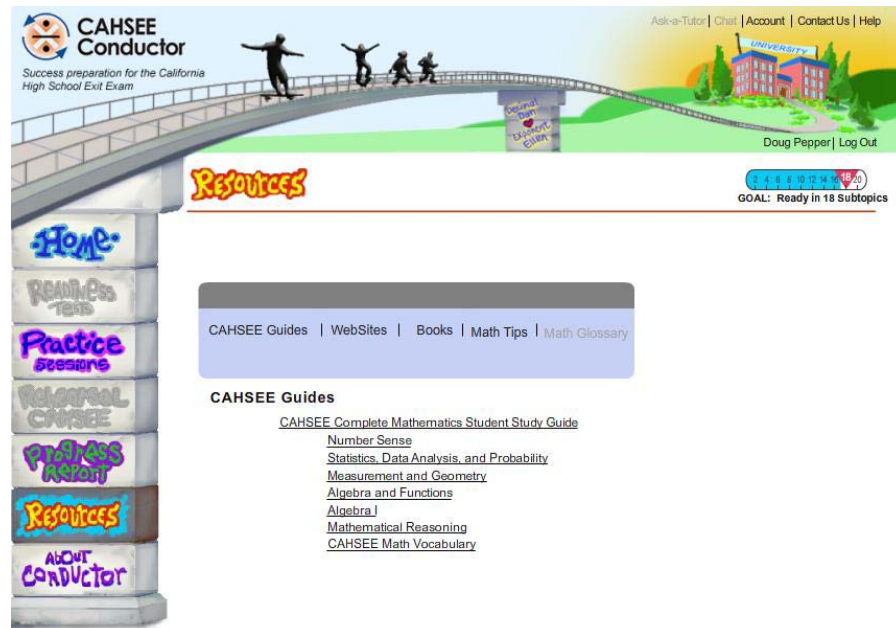 CAHSEE
Conductor
Success preparation for the California
High School Exit Exam
Ask-a-Tutor | Chat | Account | Contact Us | Help
UNIVERSITY
Decimal
Dan
Exponent
Ellen
Doug Pepper | Log Out
Resources
2 4 6 8 10 12 14 16 18 20
GOAL: Ready in 18 Subtopics
Home
Readiness
Tests
Practice
Sessions
Rehearsal
CAHSEE
Progress
Report
Resources
About
Conductor
CAHSEE Guides | WebSites | Books | Math Tips | Math Glossary
CAHSEE Guides
CAHSEE Complete Mathematics Student Study Guide
Number Sense
Statistics, Data Analysis, and Probability
Measurement and Geometry
Algebra and Functions
Algebra I
Mathematical Reasoning
CAHSEE Math Vocabulary